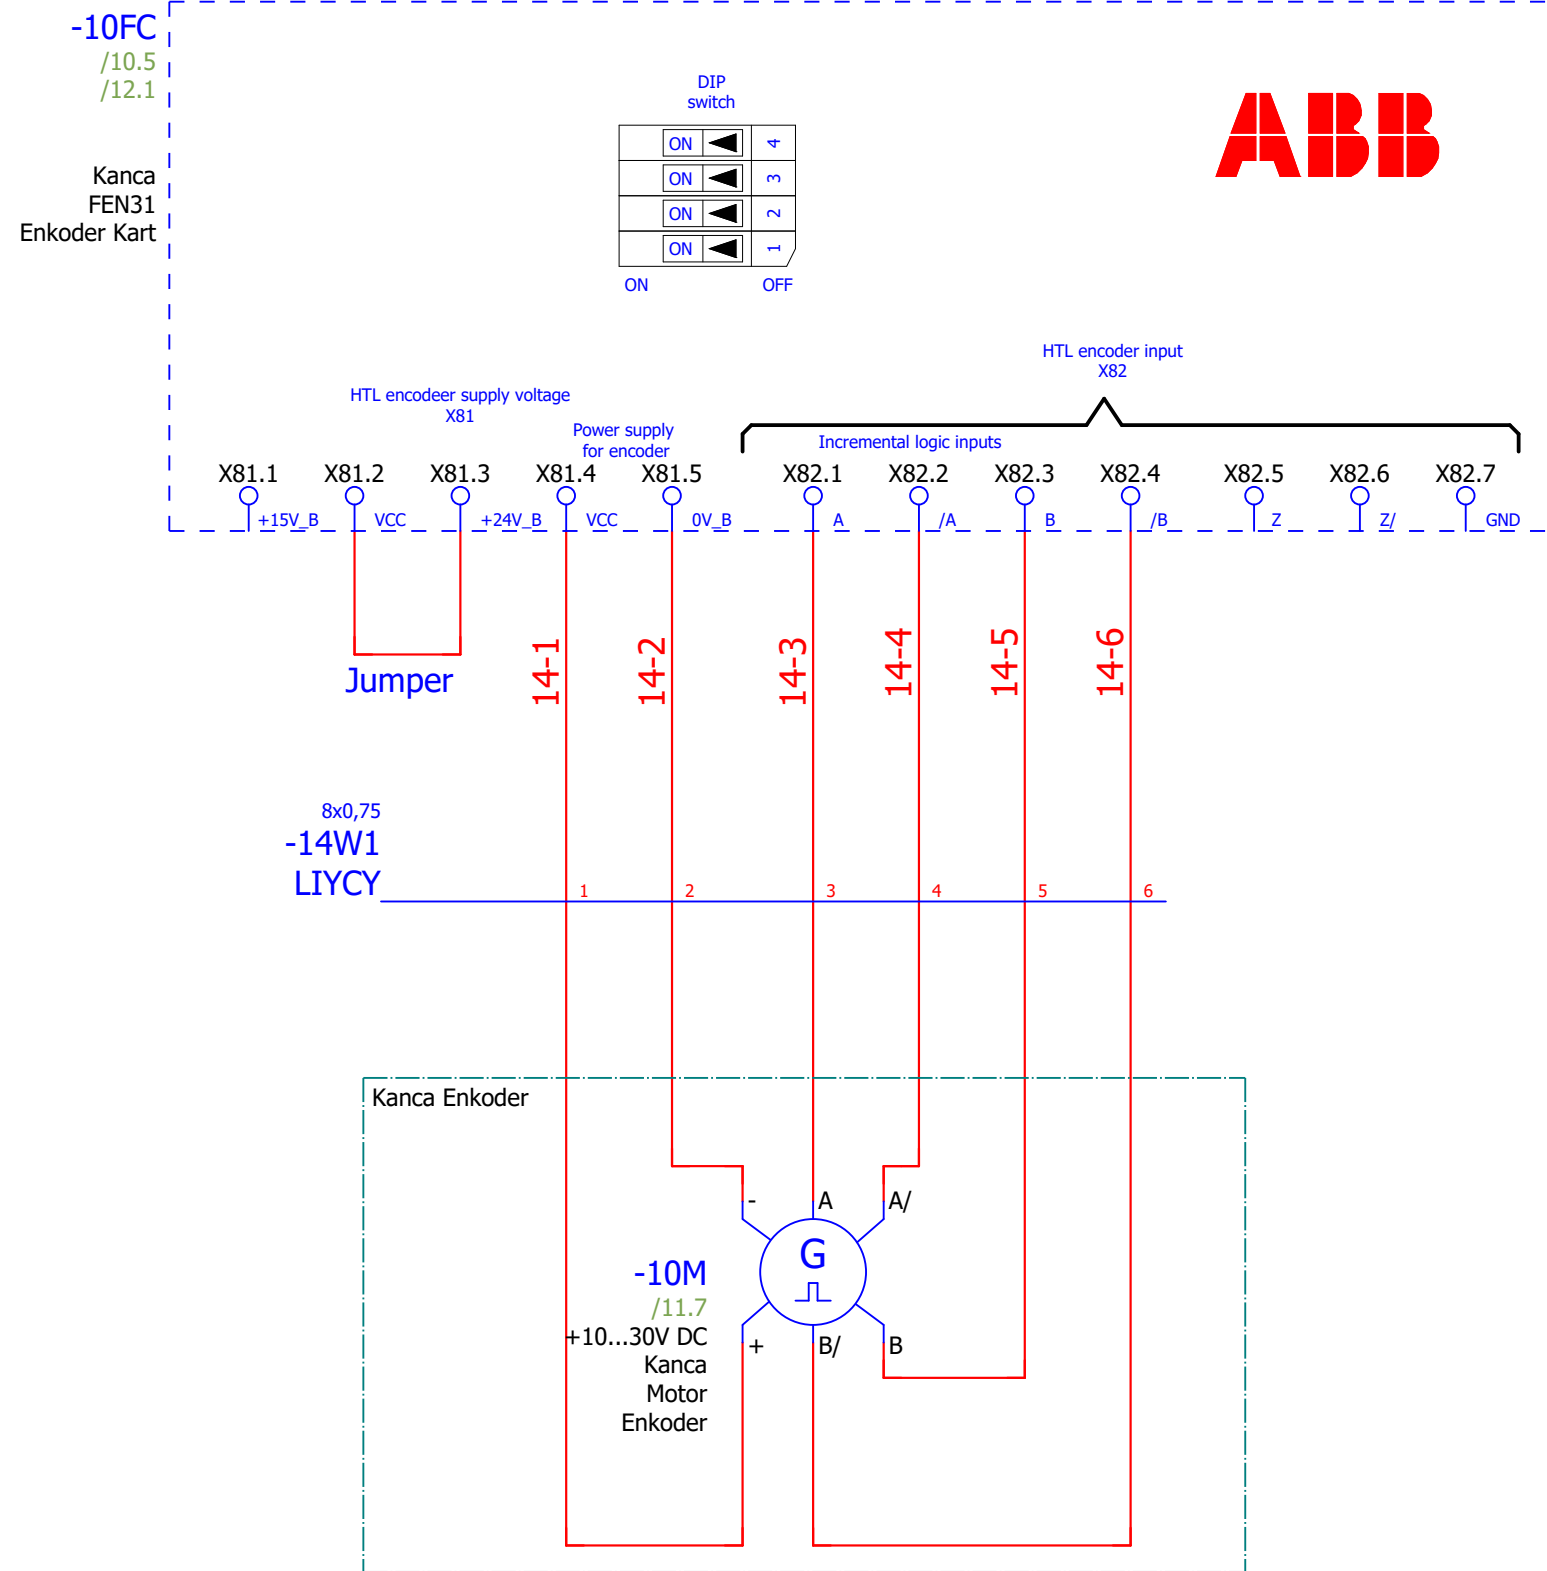 -10FC
/10.5
/12.1
Kanca
FEN31
Enkoder Kart
DIP
switch
ON 4
ON 3
ON 2
ON 1
ON OFF
ABB
HTL encoder input
X82
HTL encodeer supply voltage
X81
Power supply
for encoder
Incremental logic inputs
X81.1 X81.2 X81.3 X81.4 X81.5 X82.1 X82.2 X82.3 X82.4 X82.5 X82.6 X82.7
+15V_B VCC +24V_B VCC 0V_B A /A B /B Z Z/ GND
14-1 14-2 14-3 14-4 14-5 14-6
Jumper
8x0,75
-14W1
LIYCY
1 2 3 4 5 6
Kanca Enkoder
- A A/
G
-10M
/11.7
+10...30V DC
Kanca
Motor
Enkoder
+ B/ B